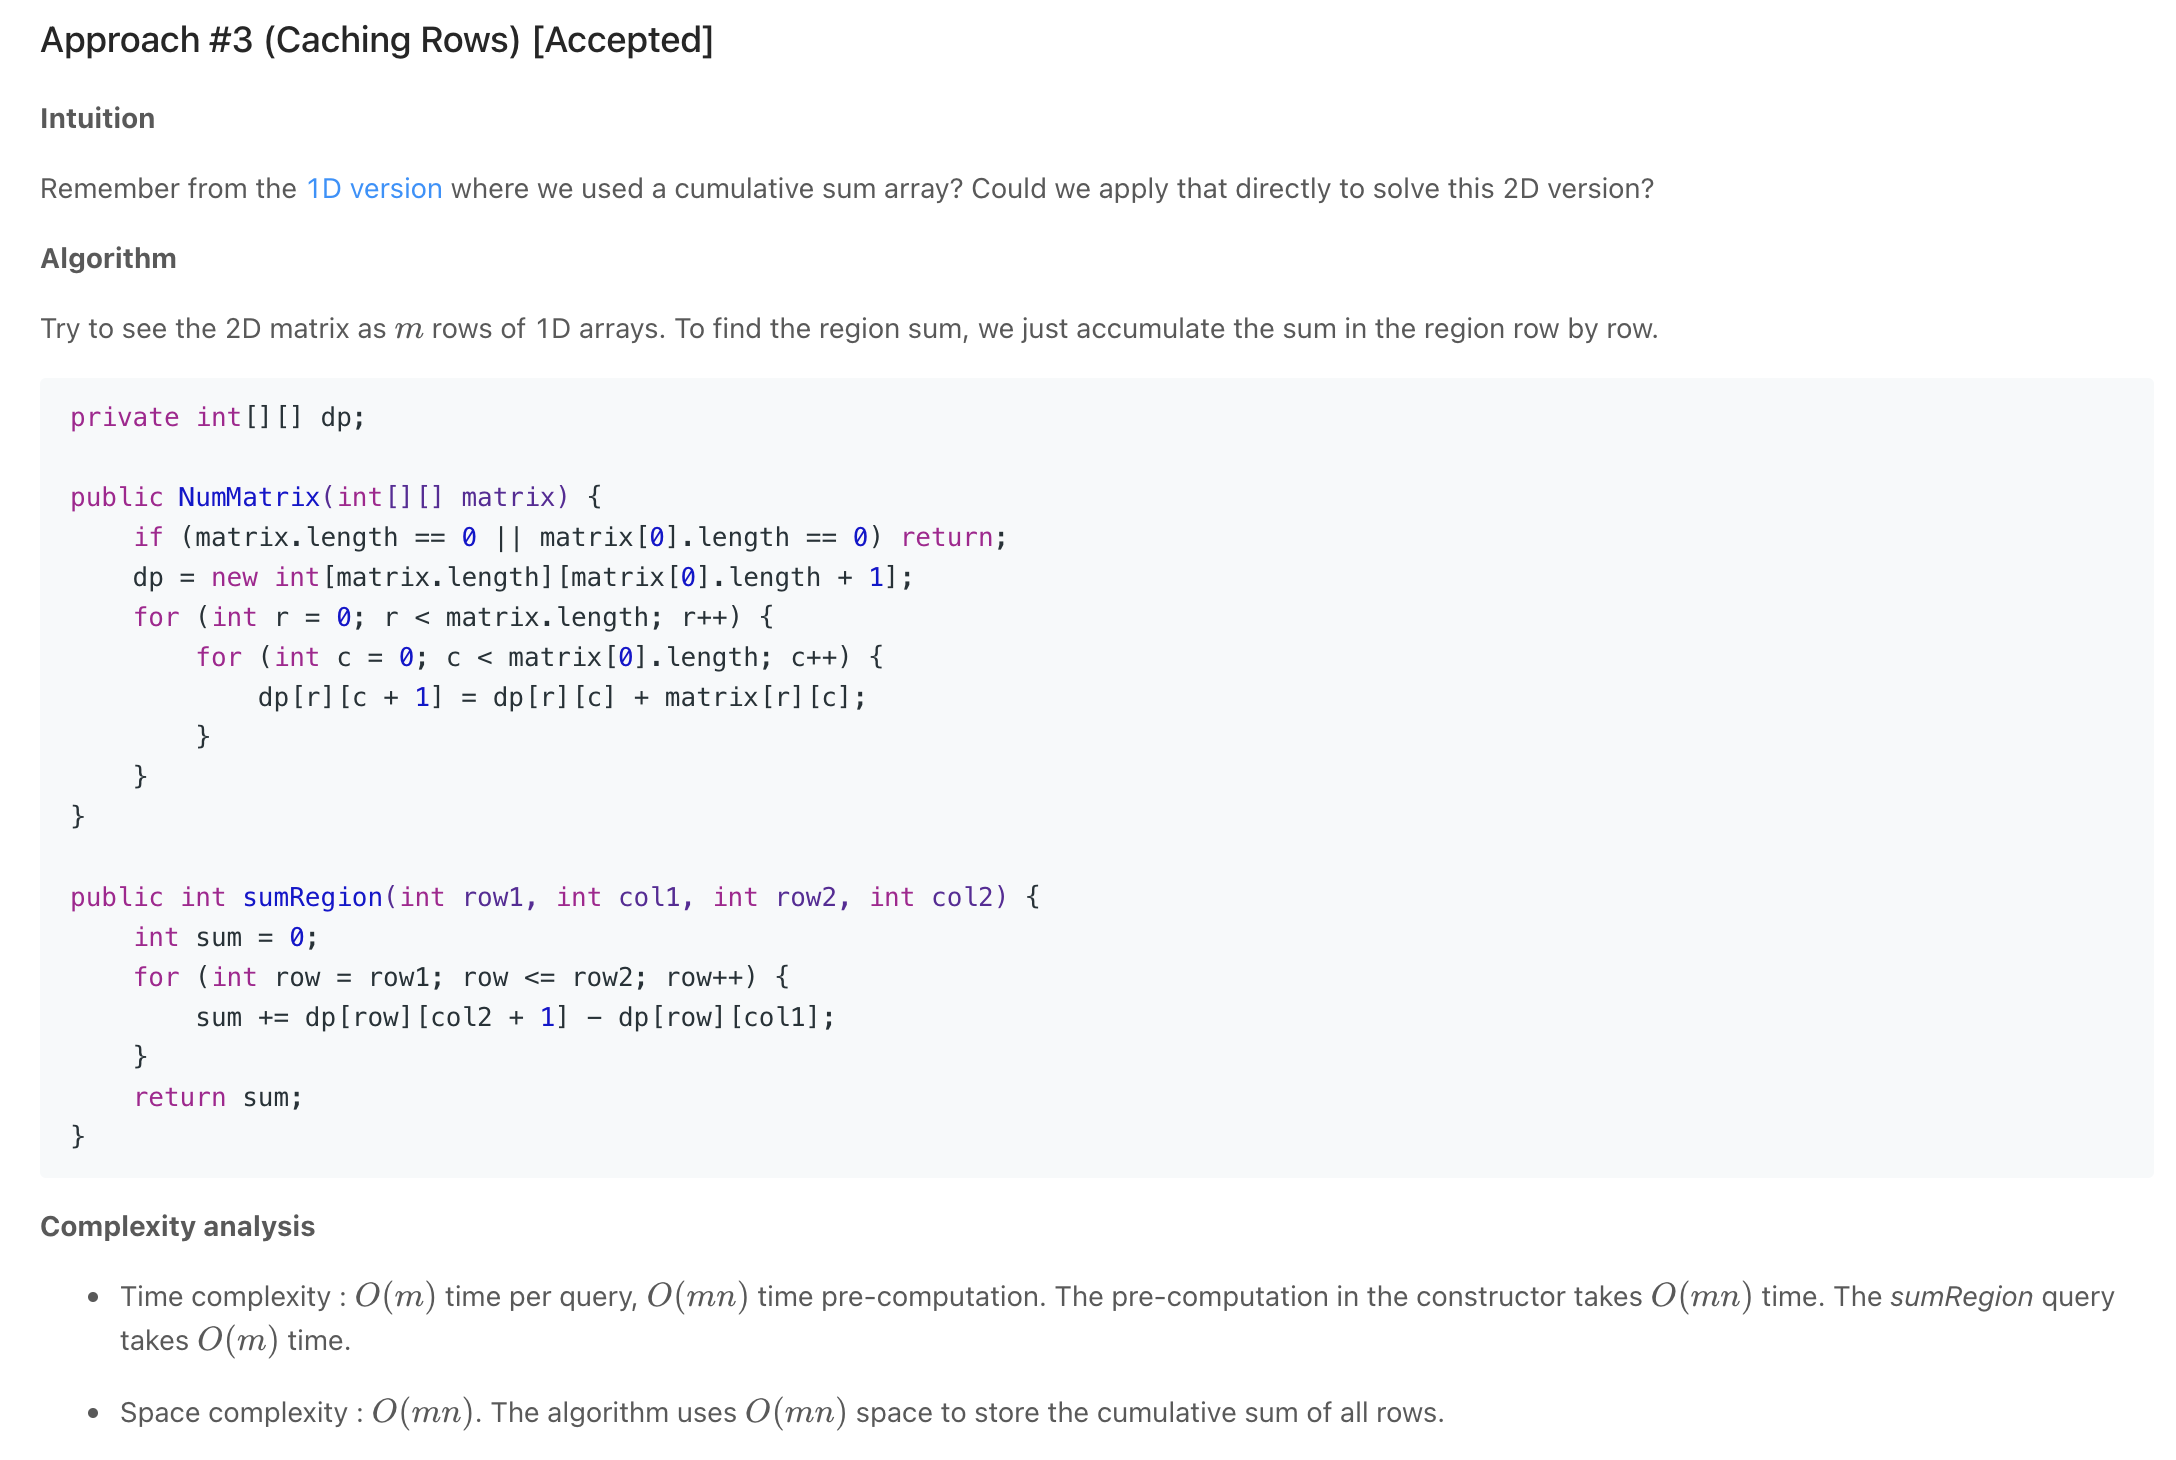 Approach #3 (Caching Rows) [Accepted]
Intuition
Remember from the 1D version where we used a cumulative sum array? Could we apply that directly to solve this 2D version?
Algorithm
Try to see the 2D matrix as m rows of 1D arrays. To find the region sum, we just accumulate the sum in the region row by row.
private int[][] dp;
public NumMatrix(int[][] matrix) {
    if (matrix.length == 0 || matrix[0].length == 0) return;
    dp = new int[matrix.length][matrix[0].length + 1];
    for (int r = 0; r < matrix.length; r++) {
        for (int c = 0; c < matrix[0].length; c++) {
            dp[r][c + 1] = dp[r][c] + matrix[r][c];
        }
    }
}
public int sumRegion(int row1, int col1, int row2, int col2) {
    int sum = 0;
    for (int row = row1; row <= row2; row++) {
        sum += dp[row][col2 + 1] - dp[row][col1];
    }
    return sum;
}
Complexity analysis
• Time complexity : O(m) time per query, O(mn) time pre-computation. The pre-computation in the constructor takes O(mn) time. The sumRegion query
takes O(m) time.
• Space complexity : O(mn). The algorithm uses O(mn) space to store the cumulative sum of all rows.